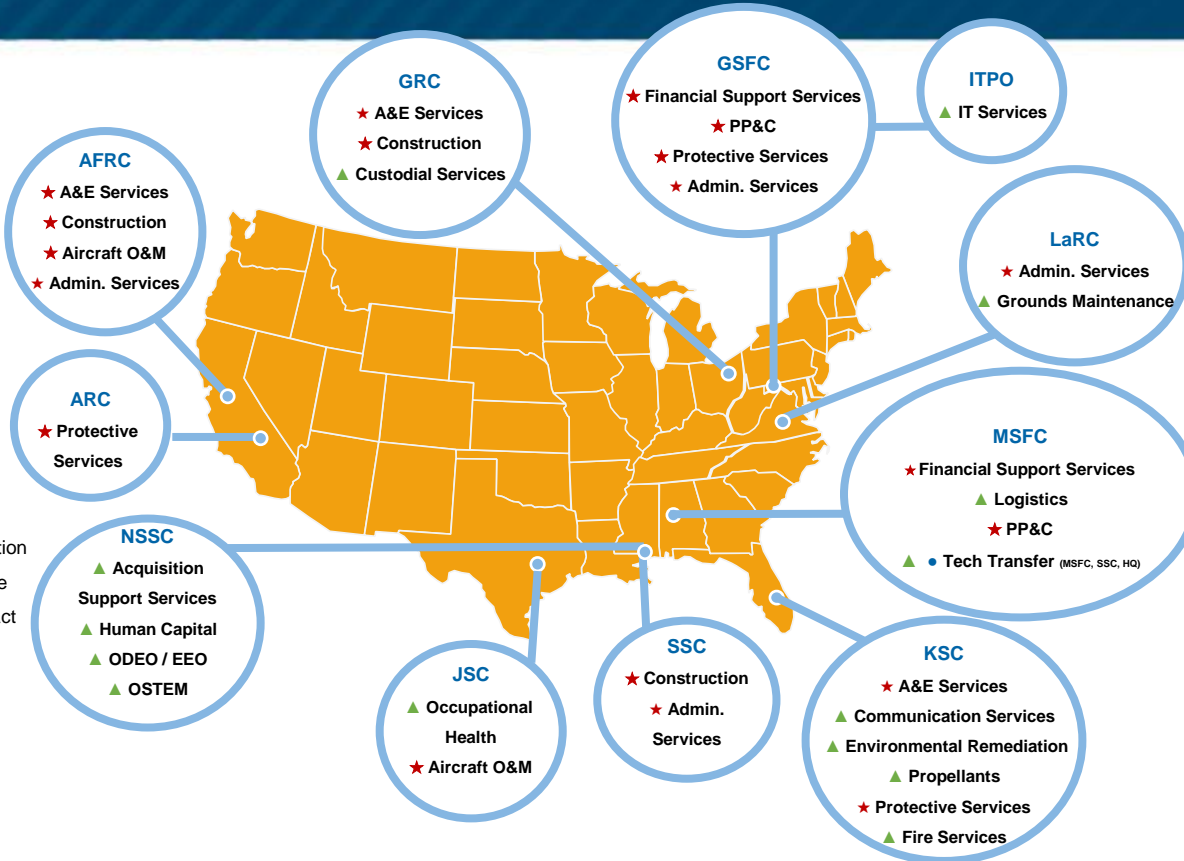 GRC
★ A&E Services
★ Construction
▲ Custodial Services
GSFC
★ Financial Support Services
★ PP&C
★ Protective Services
★ Admin. Services
ITPO
▲ IT Services
AFRC
★ A&E Services
★ Construction
★ Aircraft O&M
★ Admin. Services
LaRC
★ Admin. Services
▲ Grounds Maintenance
ARC
★ Protective
Services
MSFC
★ Financial Support Services
▲ Logistics
★ PP&C
▲ ● Tech Transfer (MSFC, SSC, HQ)
NSSC
▲ Acquisition
Support Services
▲ Human Capital
▲ ODEO / EEO
▲ OSTEM
JSC
▲ Occupational
Health
★ Aircraft O&M
SSC
★ Construction
★ Admin.
Services
KSC
★ A&E Services
▲ Communication Services
▲ Environmental Remediation
▲ Propellants
★ Protective Services
▲ Fire Services